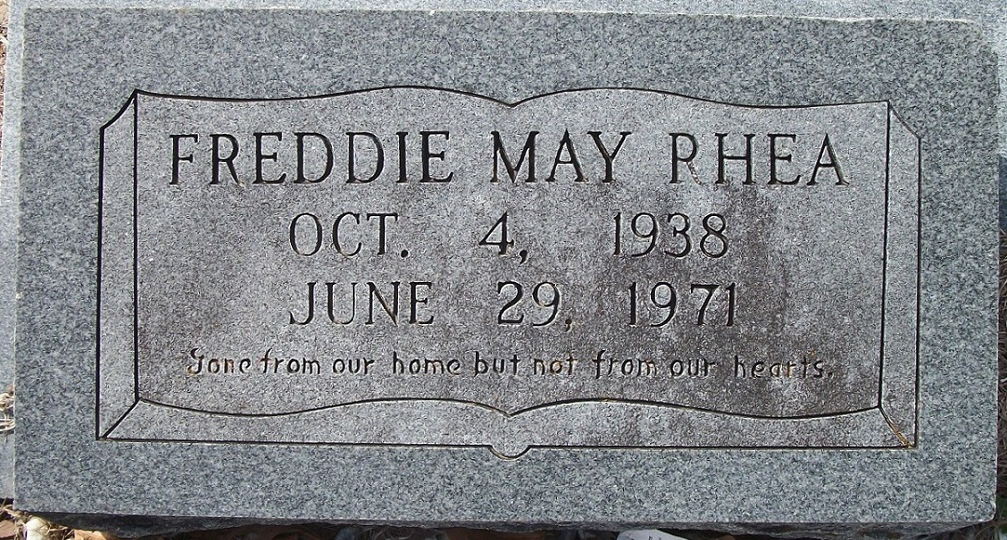 FREDDIE MAY RHEA
OCT. 4, 1938
JUNE 29, 1971
Gone from our home but not from our hearts.